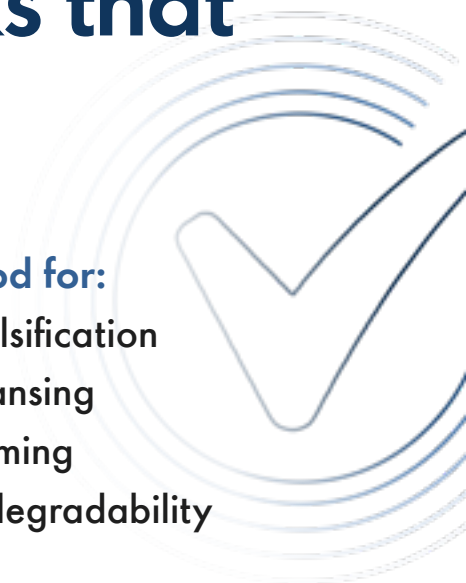 s that
od for:
lsification
ansing
ming
legradability